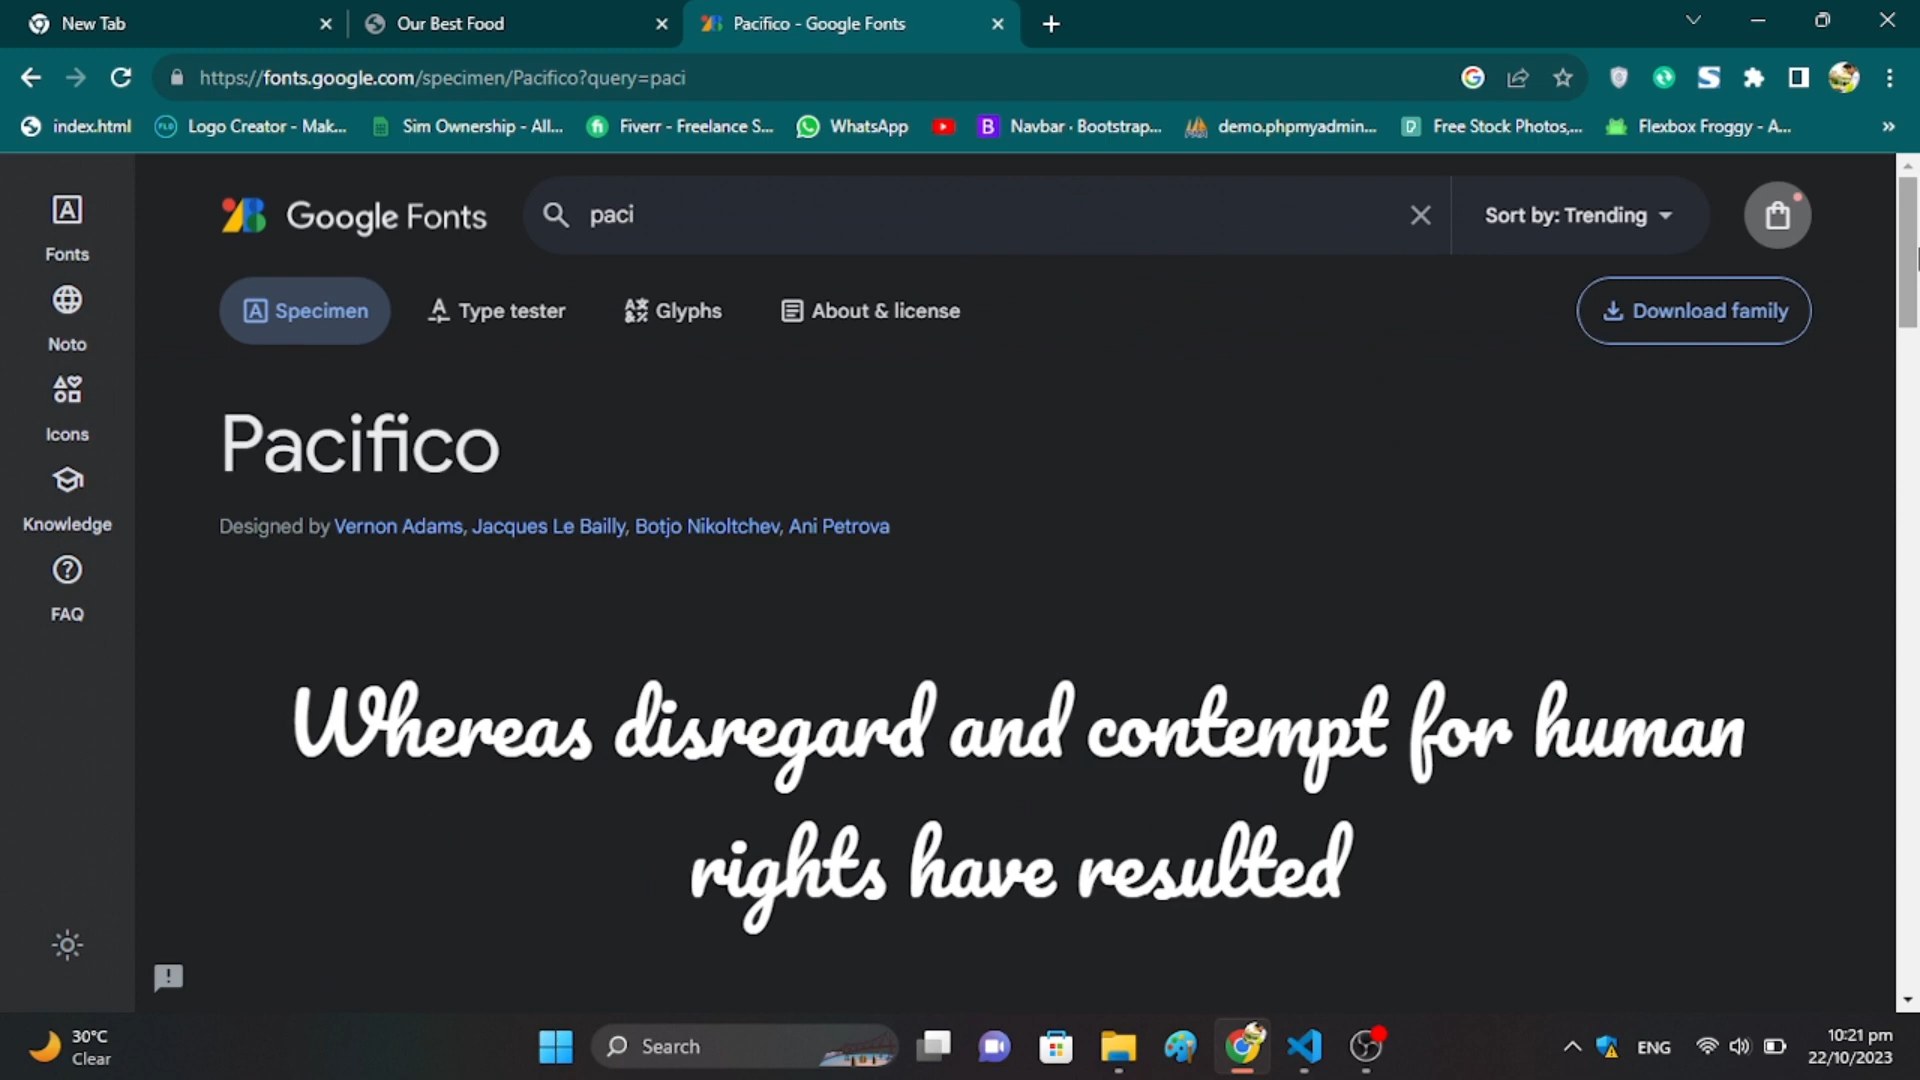 New Tab
Our Best Food
Pacifico - Google Fonts
https://fonts.google.com/specimen/Pacifico?query=paci
index.html
Logo Creator - Mak...
Sim Ownership - All...
Fiverr - Freelance S...
WhatsApp
Navbar · Bootstrap...
demo.phpmyadmin...
Free Stock Photos,...
Flexbox Froggy - A...
Fonts
Noto
Icons
Knowledge
FAQ
Google Fonts
paci
Sort by: Trending
Specimen
Type tester
Glyphs
About & license
Download family
Pacifico
Designed by Vernon Adams, Jacques Le Bailly, Botjo Nikoltchev, Ani Petrova
Whereas disregard and contempt for human
rights have resulted
30°C
Clear
Search
ENG
10:21 pm
22/10/2023